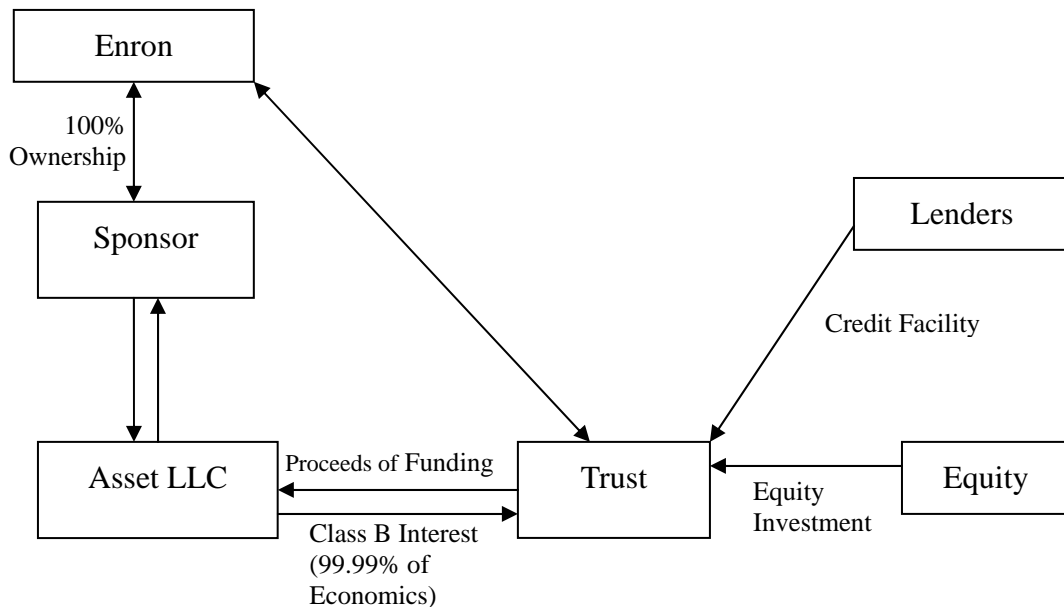 Enron
100%
Ownership
Sponsor
Lenders
Credit Facility
Asset LLC
Proceeds of Funding
Trust
Equity
Equity
Investment
Class B Interest
(99.99% of
Economics)